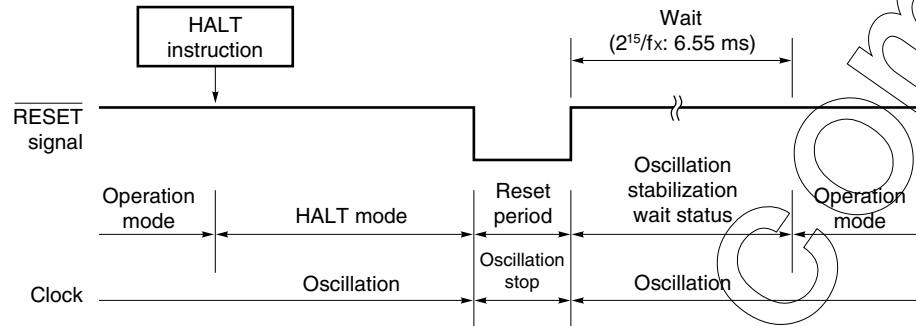 HALT
instruction
Wait
(2¹⁵/fx: 6.55 ms)
RESET
signal
Operation
mode
HALT mode
Reset
period
Oscillation
stabilization
wait status
Operation
mode
Clock
Oscillation
Oscillation
stop
Oscillation
Com